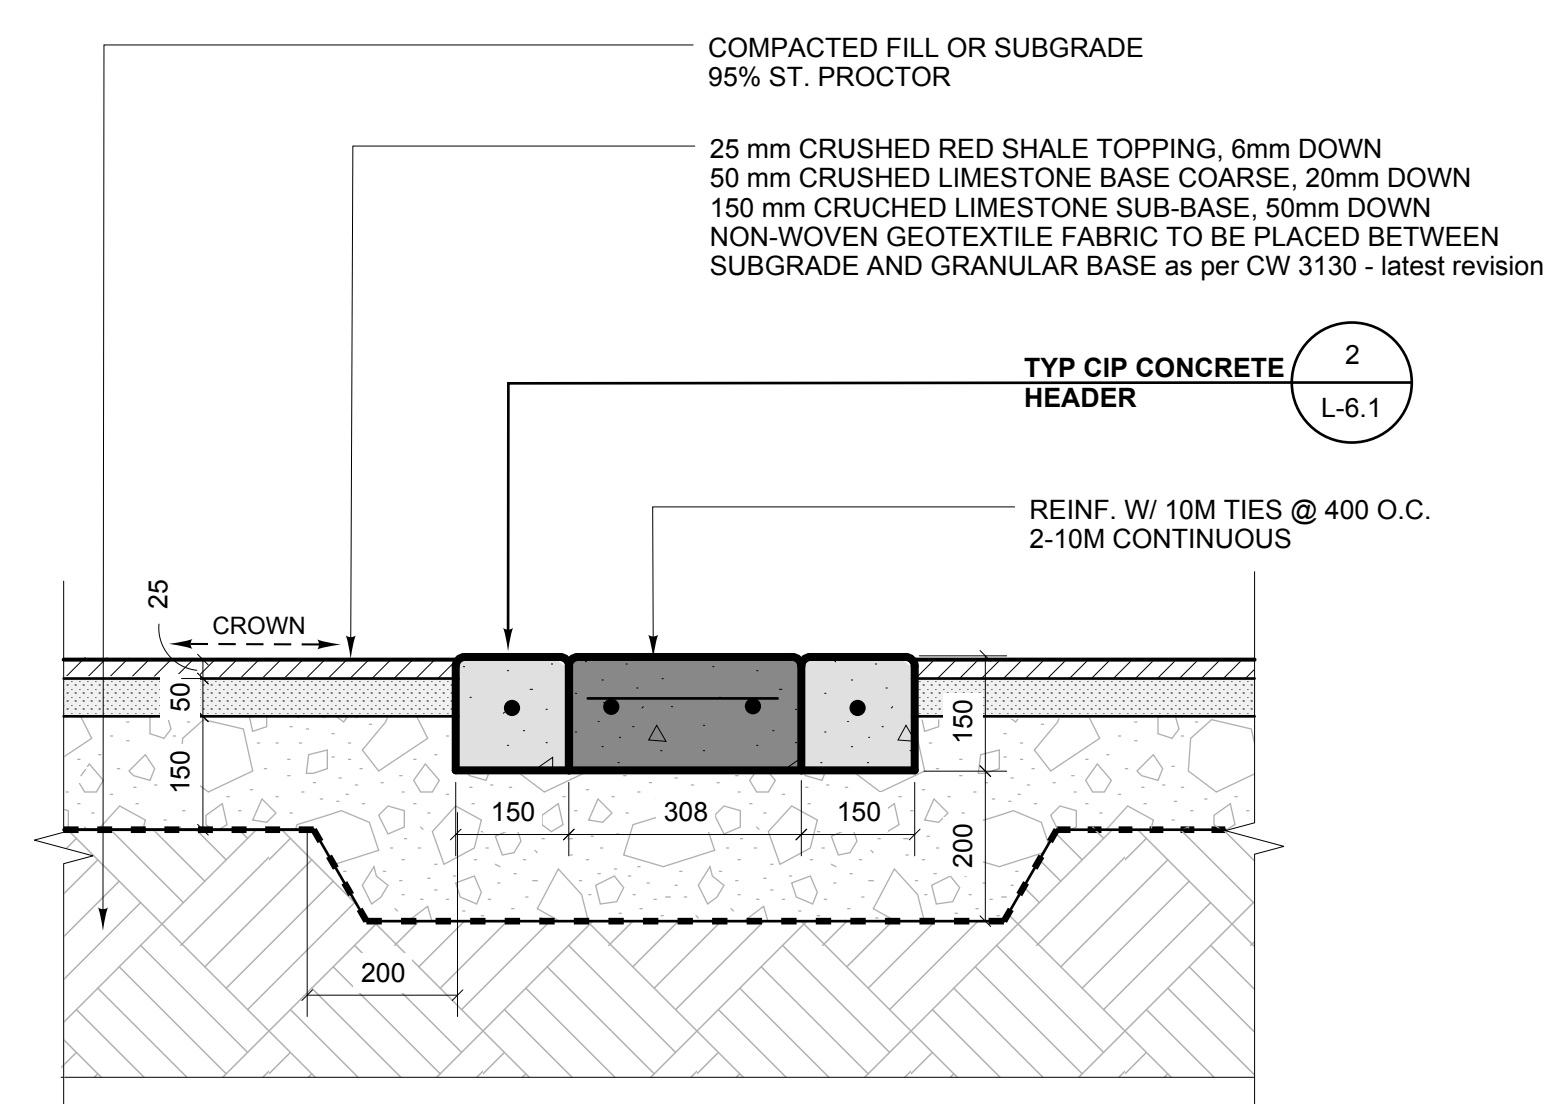 COMPACTED FILL OR SUBGRADE
95% ST. PROCTOR
25 mm CRUSHED RED SHALE TOPPING, 6mm DOWN
50 mm CRUSHED LIMESTONE BASE COARSE, 20mm DOWN
150 mm CRUCHED LIMESTONE SUB-BASE, 50mm DOWN
NON-WOVEN GEOTEXTILE FABRIC TO BE PLACED BETWEEN
SUBGRADE AND GRANULAR BASE as per CW 3130 - latest revision
TYP CIP CONCRETE
HEADER
2
L-6.1
REINF. W/ 10M TIES @ 400 O.C.
2-10M CONTINUOUS
25
CROWN
50
150
150
150
308
150
200
200